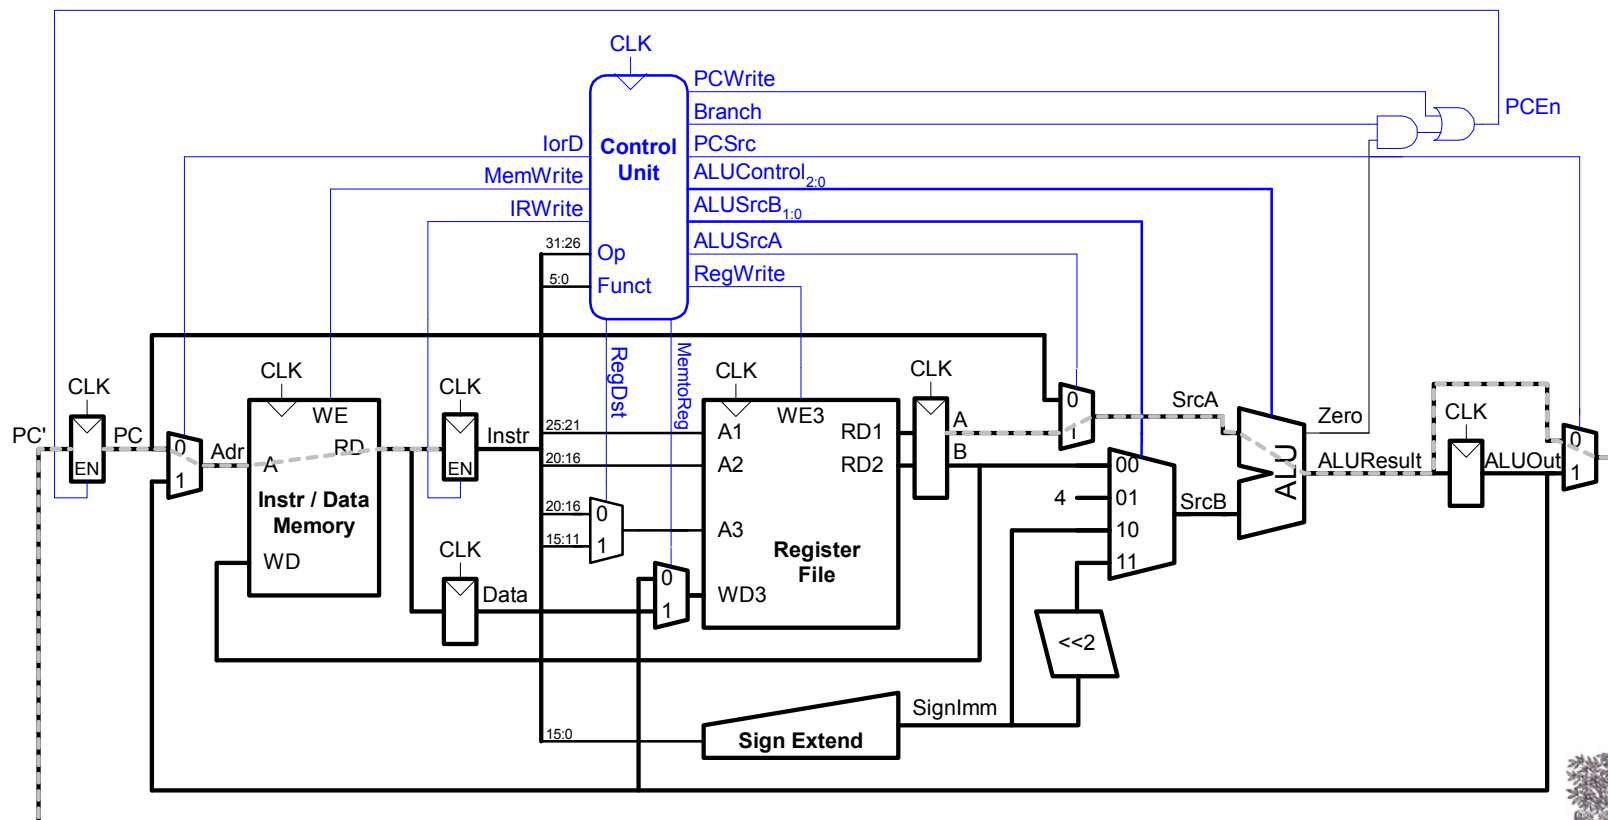 CLK
PCWrite
Branch
PCEn
IorD
Control
Unit
PCSrc
MemWrite
ALUControl2:0
IRWrite
ALUSrcB1:0
31:26
Op
ALUSrcA
5:0
Funct
RegWrite
RegDst
MemtoReg
CLK
CLK
CLK
CLK
CLK
WE
WE3
0
SrcA
Zero
CLK
PC'
PC
EN
0
1
Adr
A
RD
EN
Instr
25:21
A1
RD1
A
1
0
1
20:16
A2
RD2
B
00
ALU
ALUResult
ALUOut
Instr / Data
Memory
4
01
SrcB
20:16
0
15:11
1
A3
10
Register
File
11
WD
CLK
Data
0
1
WD3
<<2
SignImm
15:0
Sign Extend